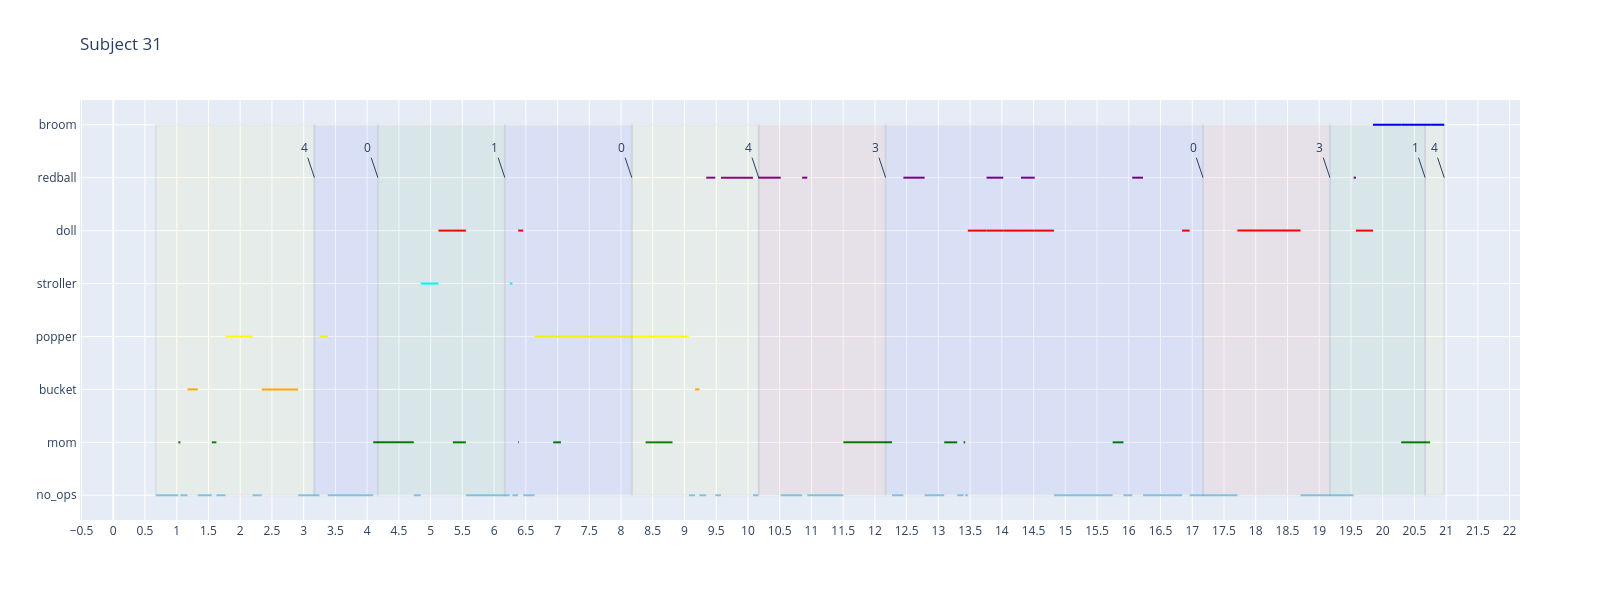 Subject 31
broom
4 0 1 0 4 3 0 3 1 4
redball
doll
stroller
popper
bucket
mom
no_ops
−0.5 0 0.5 1 1.5 2 2.5 3 3.5 4 4.5 5 5.5 6 6.5 7 7.5 8 8.5 9 9.5 10 10.5 11 11.5 12 12.5 13 13.5 14 14.5 15 15.5 16 16.5 17 17.5 18 18.5 19 19.5 20 20.5 21 21.5 22